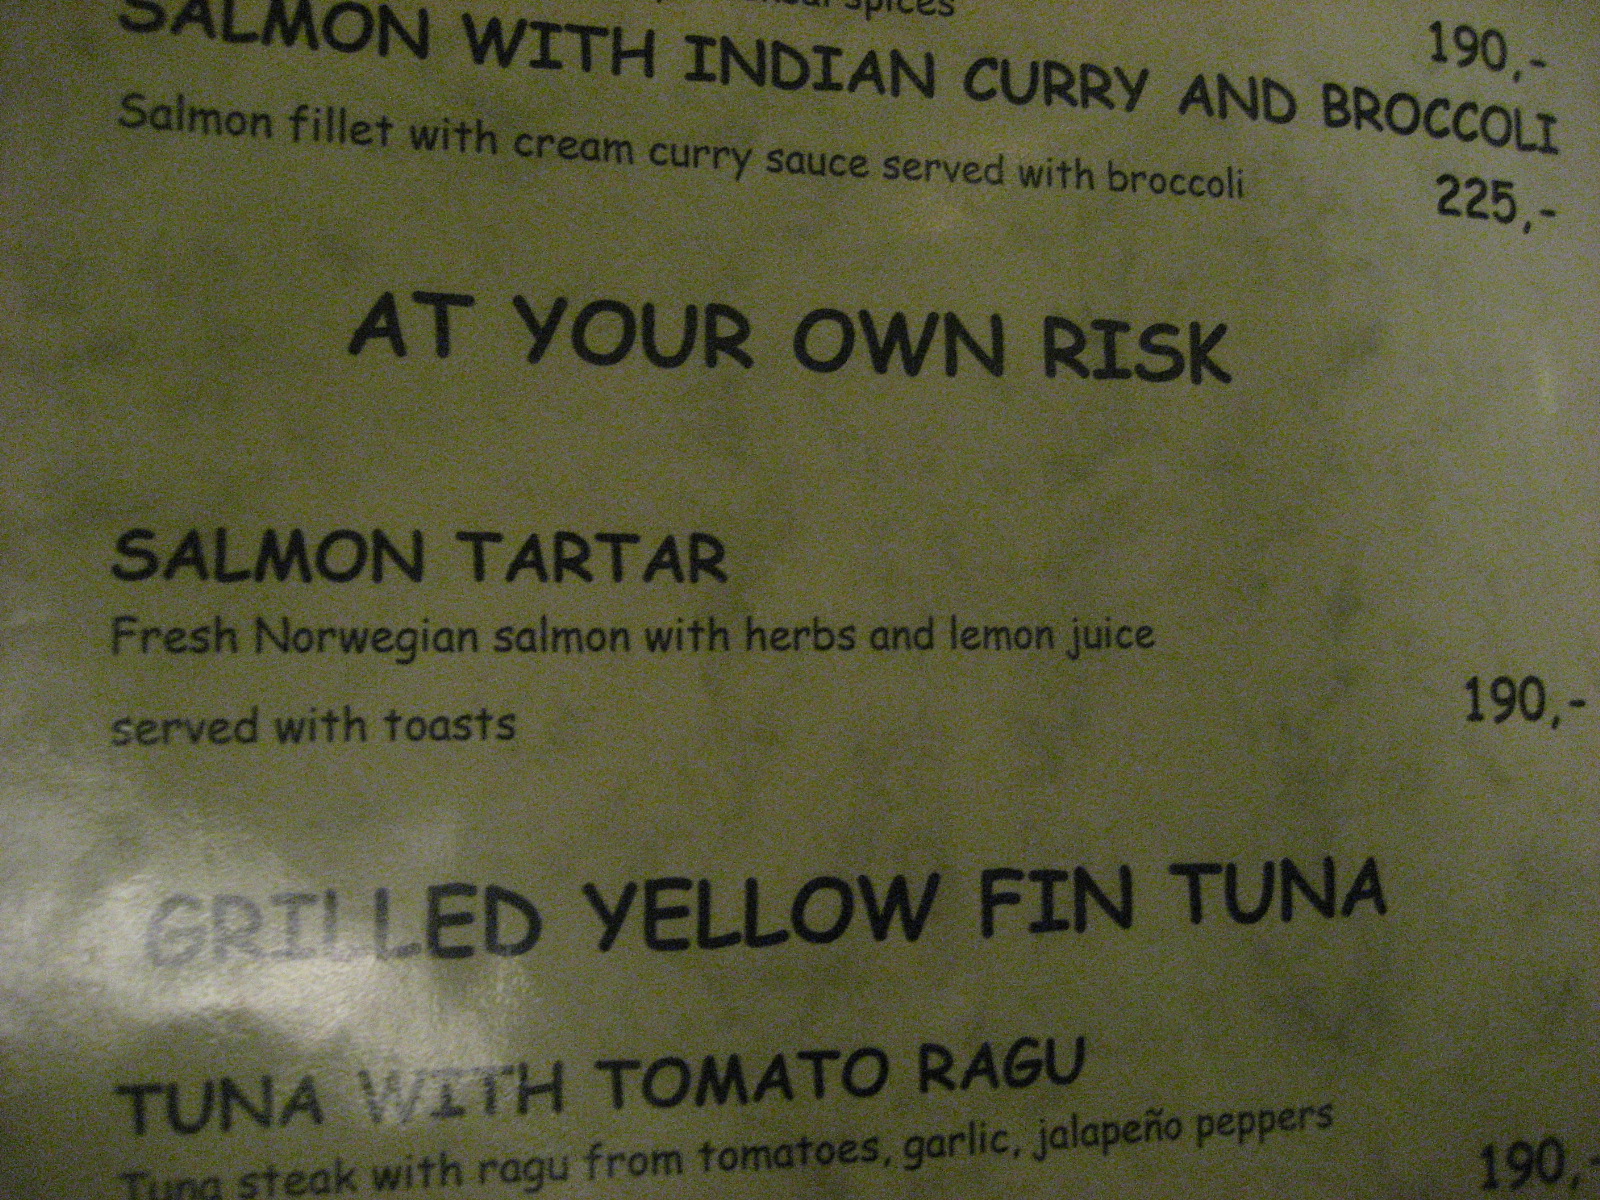 spices
190,-
SALMON WITH INDIAN CURRY AND BROCCOLI
Salmon fillet with cream curry sauce served with broccoli
225,-
AT YOUR OWN RISK
SALMON TARTAR
Fresh Norwegian salmon with herbs and lemon juice
served with toasts
190,-
GRILLED YELLOW FIN TUNA
TUNA WITH TOMATO RAGU
Tuna steak with ragu from tomatoes, garlic, jalapeño peppers
190,-